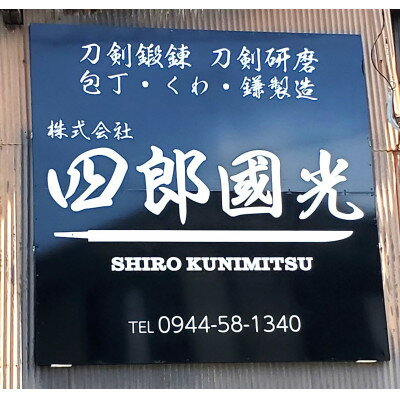 刀剣鍛錬 刀剣研磨
包丁・くわ・鎌製造
株式会社
四郎國光
SHIRO KUNIMITSU
TEL 0944-58-1340